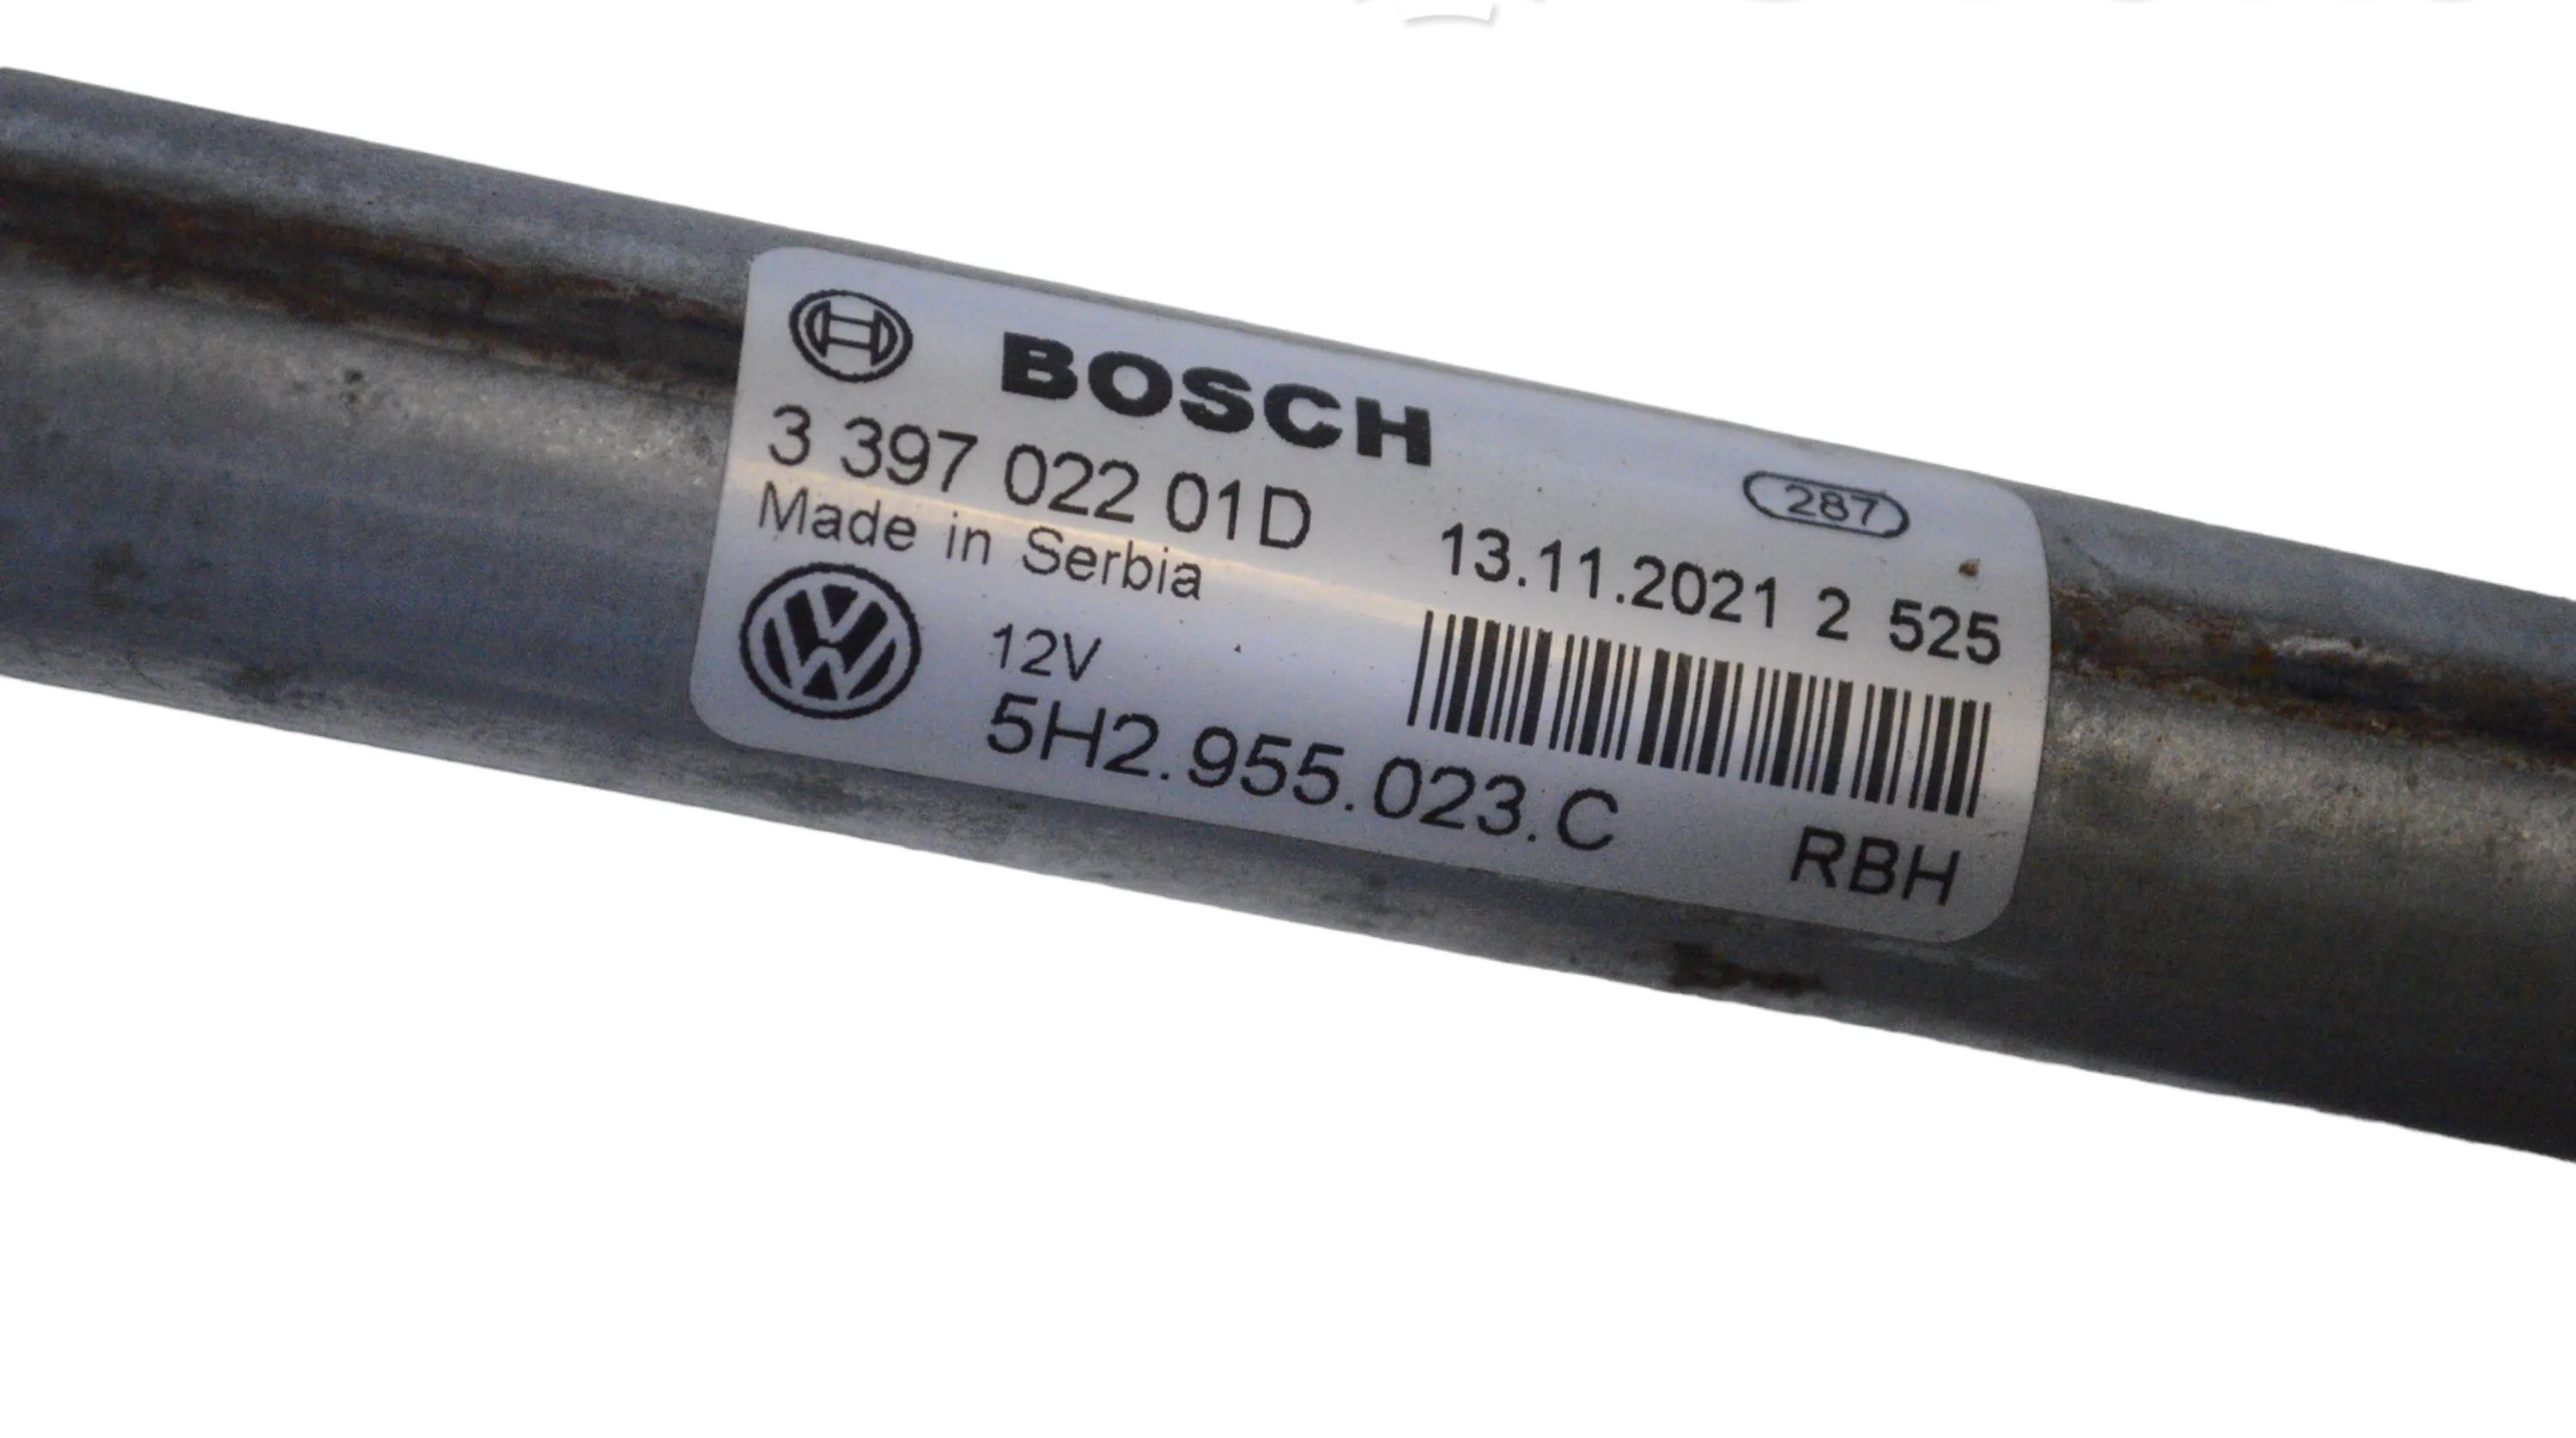 BOSCH
287
3 397 022 01D
13.11.2021 2 525
Made in Serbia
12V
5H2.955.023.C
RBH